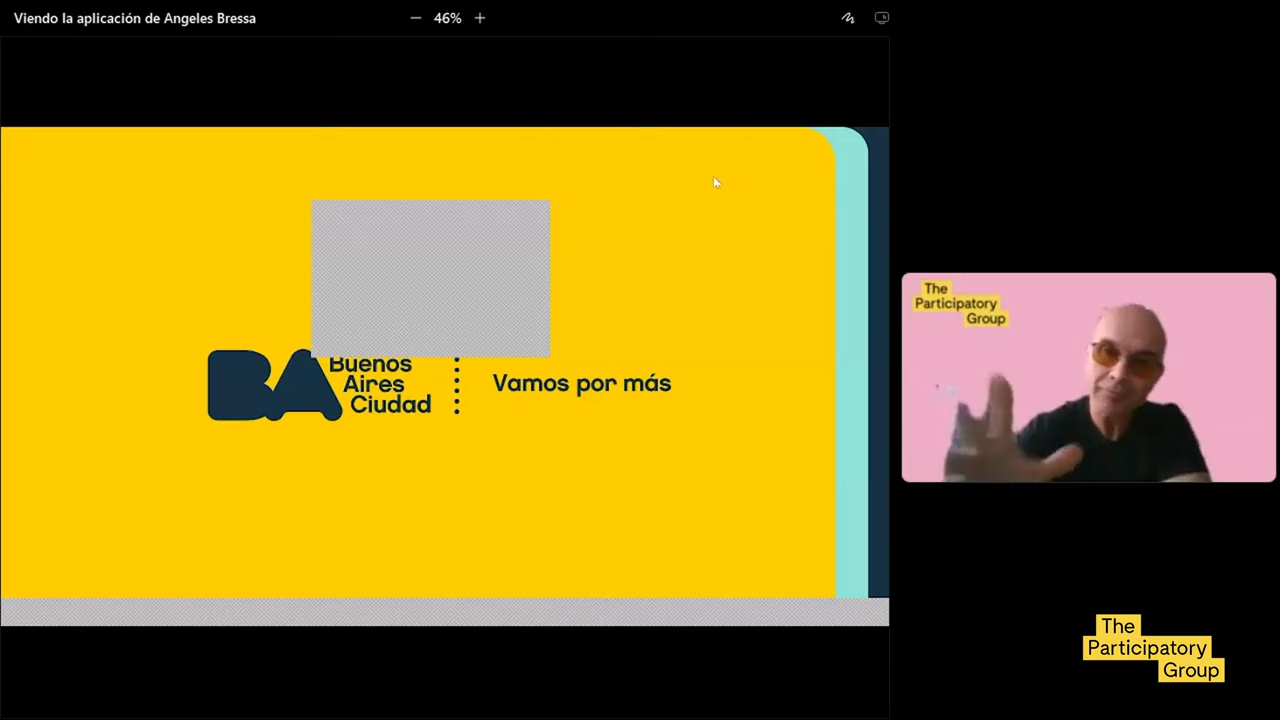 Viendo la aplicación de Angeles Bressa
46%
BA
Buenos
Aires
Ciudad
Vamos por más
The
Participatory
Group
The
Participatory
Group